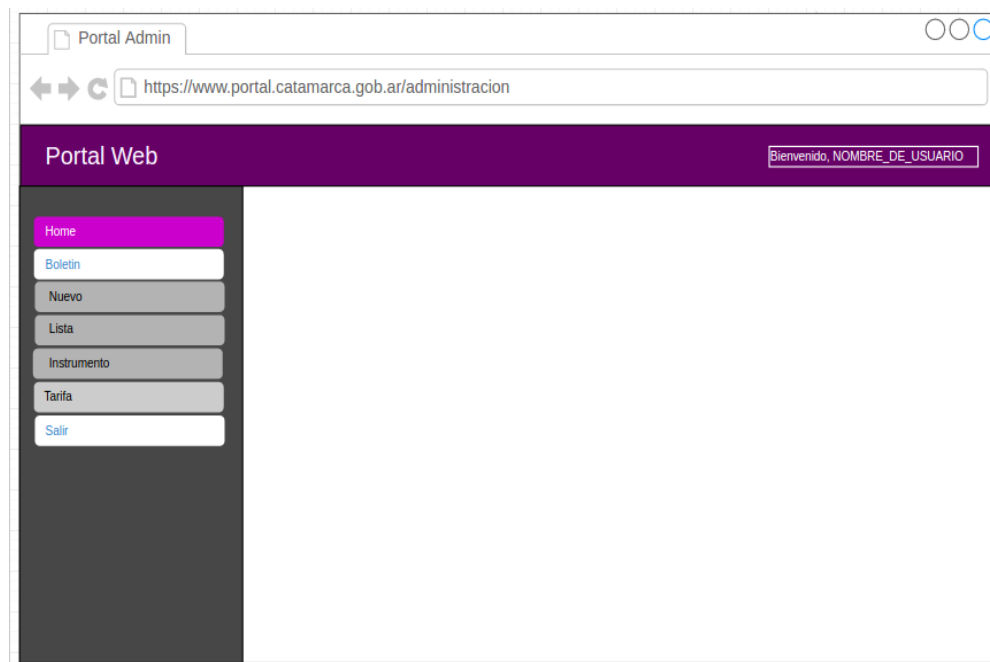 Portal Admin
https://www.portal.catamarca.gob.ar/administracion
Portal Web
Bienvenido, NOMBRE_DE_USUARIO
Home
Boletin
Nuevo
Lista
Instrumento
Tarifa
Salir